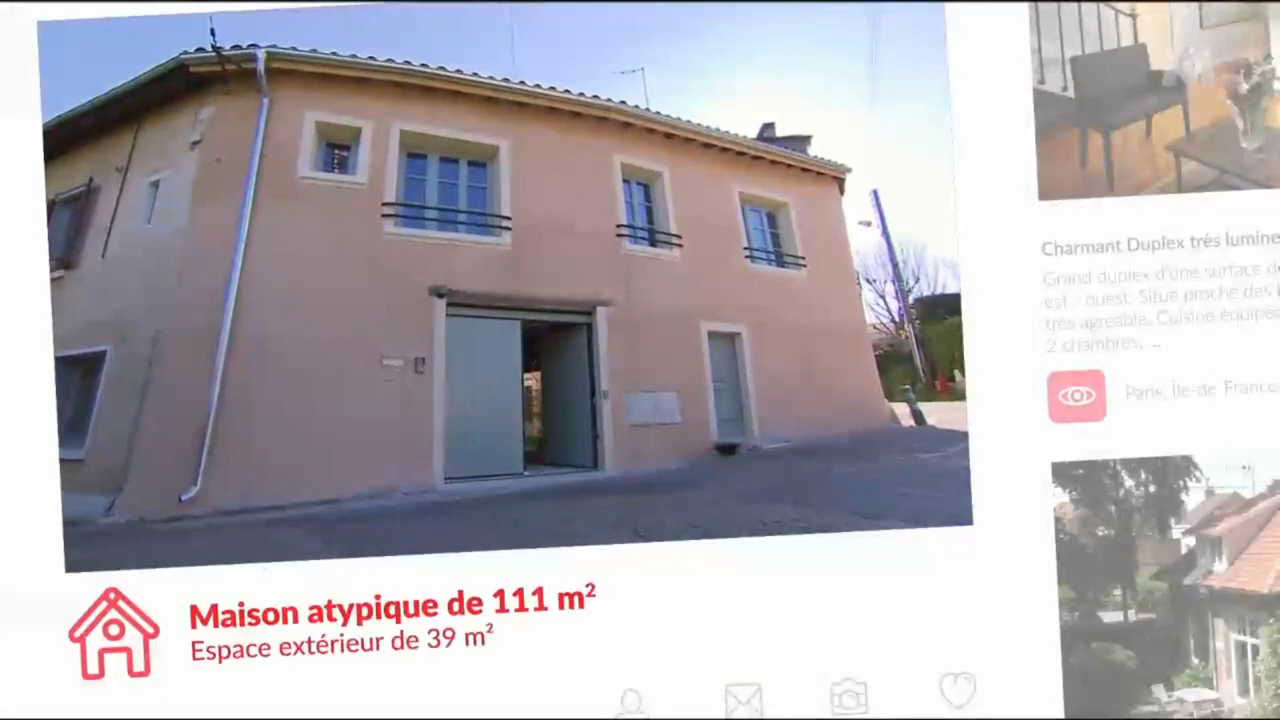 Maison atypique de 111 m²
Espace extérieur de 39 m²
Charmant Duplex très lumine
Grand duplex d'une surface d
est - ouest. Situé proche des
très agréable. Cuisine équipé
2 chambres, ...
Paris, Île-de France